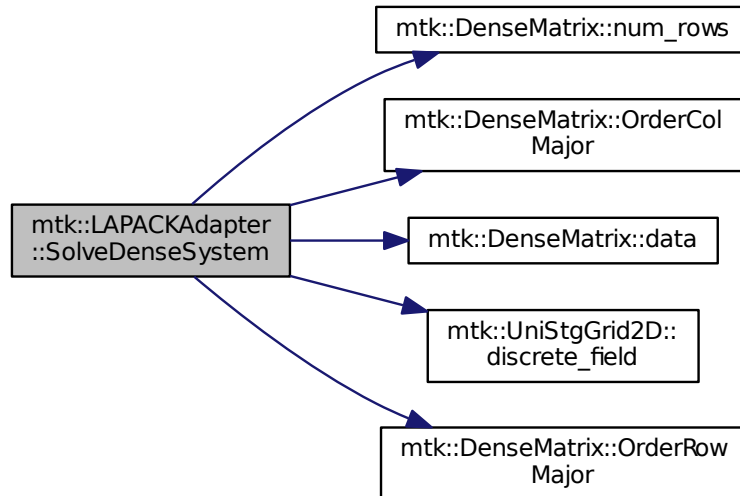 mtk::DenseMatrix::num_rows
mtk::DenseMatrix::OrderCol
Major
mtk::LAPACKAdapter
::SolveDenseSystem
mtk::DenseMatrix::data
mtk::UniStgGrid2D::
discrete_field
mtk::DenseMatrix::OrderRow
Major